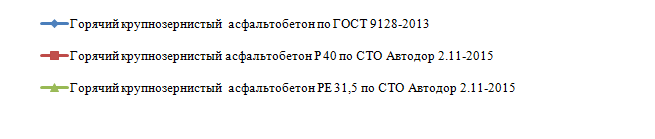 Горячий крупнозернистый асфальтобетон по ГОСТ 9128-2013
Горячий крупнозернистый асфальтобетон Р 40 по СТО Автодор 2.11-2015
Горячий крупнозернистый асфальтобетон РЕ 31,5 по СТО Автодор 2.11-2015